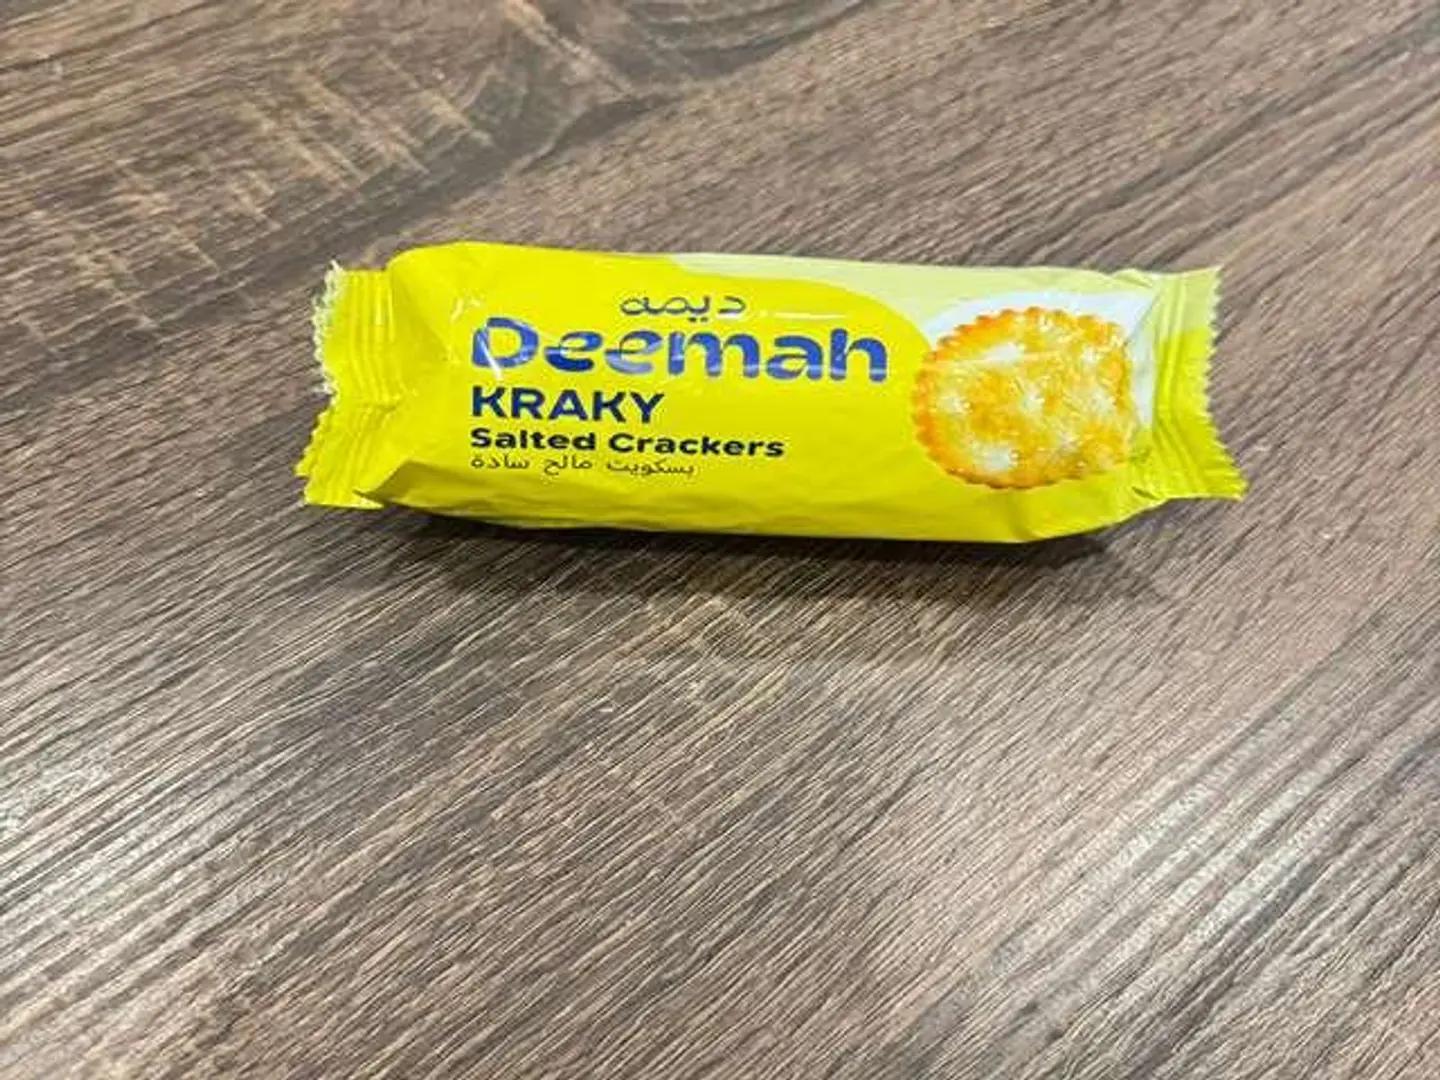 ديمه
Deemah
KRAKY
Salted Crackers
بسكويت مالح سادة